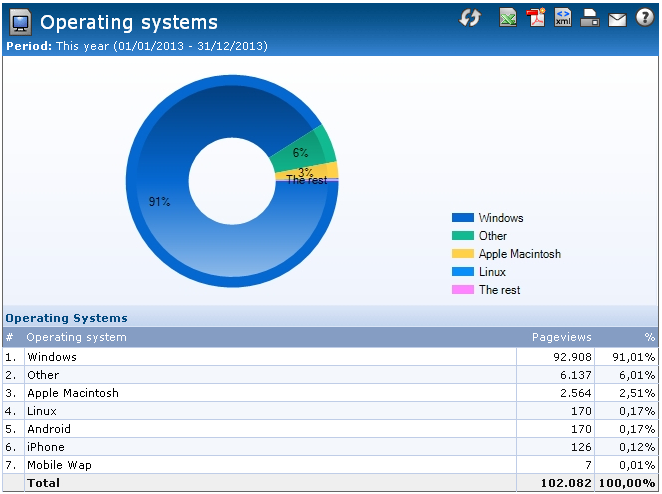 Operating systems
Period: This year (01/01/2013 - 31/12/2013)
xml
6%
3%
The rest
91%
Windows
Other
Apple Macintosh
Linux
The rest
Operating Systems
# Operating system Pageviews %
1. Windows 92.908 91,01%
2. Other 6.137 6,01%
3. Apple Macintosh 2.564 2,51%
4. Linux 170 0,17%
5. Android 170 0,17%
6. iPhone 126 0,12%
7. Mobile Wap 7 0,01%
Total 102.082 100,00%